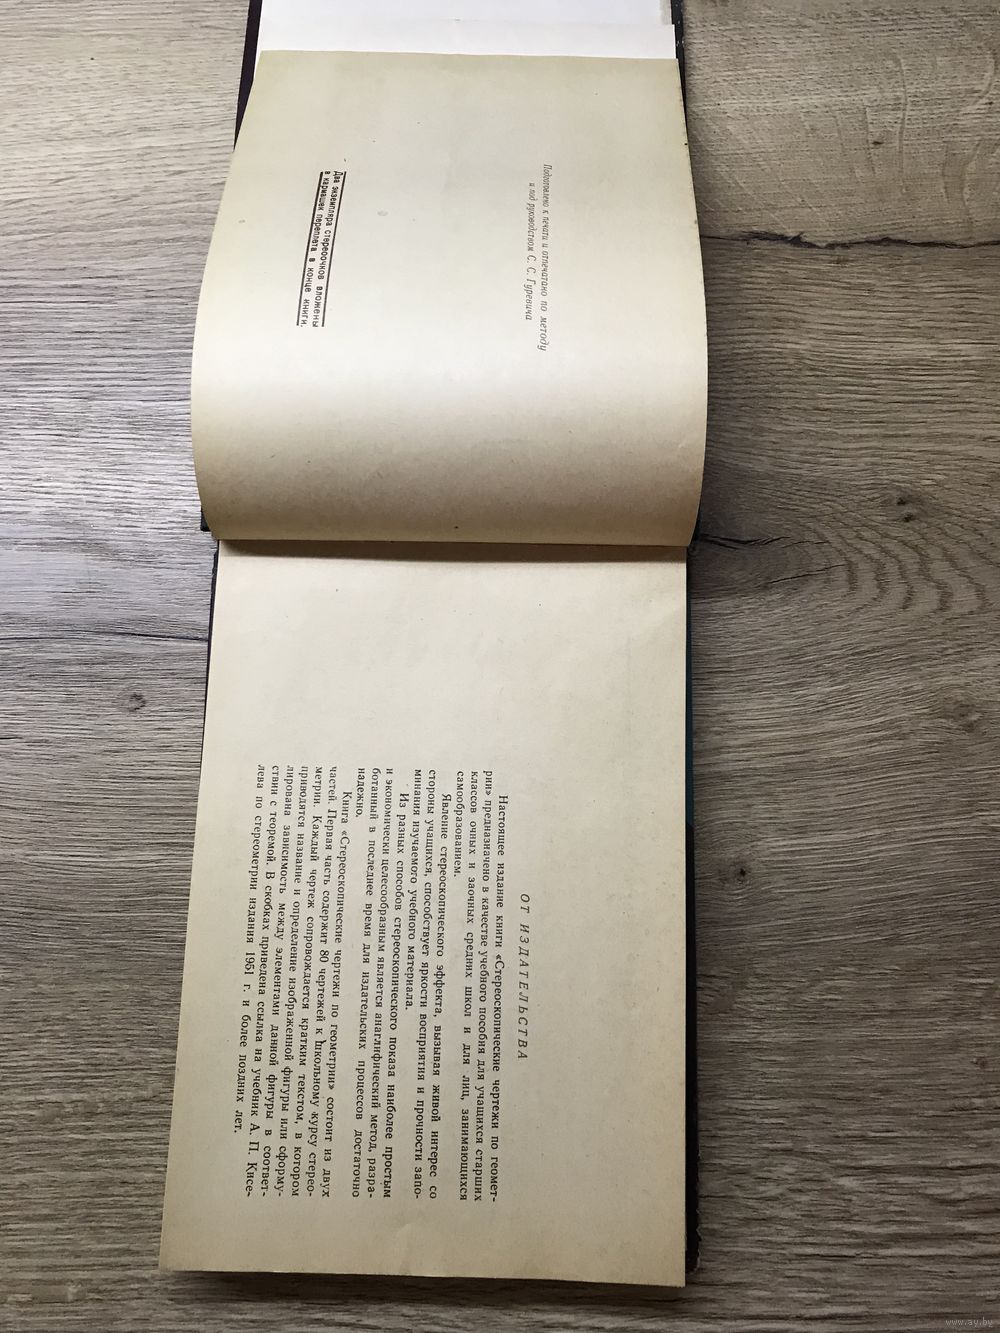 Подготовлено к печати и отпечатано по методу
и под руководством С. С. Гуревича
Два экземпляра стереоочков вложены
в кармашек переплета в конце книги.
ОТ ИЗДАТЕЛЬСТВА
Настоящее издание книги «Стереоскопические чертежи по геомет-
рии» предназначено в качестве учебного пособия для учащихся старших
классов очных и заочных средних школ и для лиц, занимающихся
самообразованием.
Явление стереоскопического эффекта, вызывая живой интерес со
стороны учащихся, способствует яркости восприятия и прочности запо-
минания изучаемого учебного материала.
Из разных способов стереоскопического показа наиболее простым
и экономически целесообразным является анаглифический метод, разра-
ботанный в последнее время для издательских процессов достаточно
надежно.
Книга «Стереоскопические чертежи по геометрии» состоит из двух
частей. Первая часть содержит 80 чертежей к школьному курсу стерео-
метрии. Каждый чертеж сопровождается кратким текстом, в котором
приводятся название и определение изображенной фигуры или сформу-
лирована зависимость между элементами данной фигуры в соответ-
ствии с теоремой. В скобках приведена ссылка на учебник А. П. Кисе-
лева по стереометрии издания 1951 г. и более поздних лет.
www.ay.by